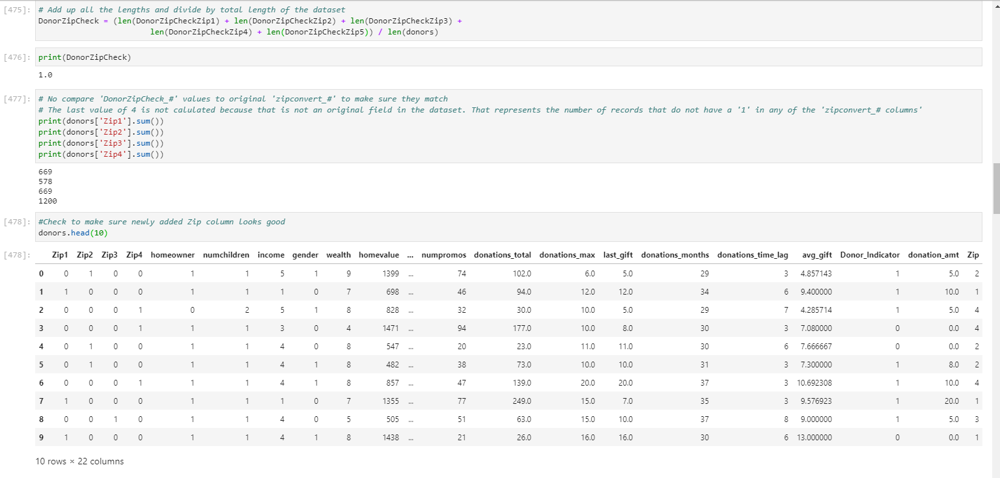 [475]: # Add up all the lengths and divide by total length of the dataset
DonorZipCheck = (len(DonorZipCheckZip1) + len(DonorZipCheckZip2) + len(DonorZipCheckZip3) +
len(DonorZipCheckZip4) + len(DonorZipCheckZip5)) / len(donors)
[476]: print(DonorZipCheck)
1.0
[477]: # No compare 'DonorZipCheck_#' values to original 'zipconvert_#' to make sure they match
# The last value of 4 is not calulated because that is not an original field in the dataset. That represents the number of records that do not have a '1' in any of the 'zipconvert_# columns'
print(donors['Zip1'].sum())
print(donors['Zip2'].sum())
print(donors['Zip3'].sum())
print(donors['Zip4'].sum())
669
578
669
1200
[478]: #Check to make sure newly added Zip column looks good
donors.head(10)
[478]: Zip1 Zip2 Zip3 Zip4 homeowner numchildren income gender wealth homevalue ... numpromos donations_total donations_max last_gift donations_months donations_time_lag avg_gift Donor_Indicator donation_amt Zip
0 0 1 0 0 1 1 5 1 9 1399 ... 74 102.0 6.0 5.0 29 3 4.857143 1 5.0 2
1 1 0 0 0 1 1 1 0 7 698 ... 46 94.0 12.0 12.0 34 6 9.400000 1 10.0 1
2 0 0 0 1 0 2 5 1 8 828 ... 32 30.0 10.0 5.0 29 7 4.285714 1 5.0 4
3 0 0 0 1 1 1 3 0 4 1471 ... 94 177.0 10.0 8.0 30 3 7.080000 0 0.0 4
4 0 1 0 0 1 1 4 0 8 547 ... 20 23.0 11.0 11.0 30 6 7.666667 0 0.0 2
5 0 1 0 0 1 1 4 1 8 482 ... 38 73.0 10.0 10.0 31 3 7.300000 1 8.0 2
6 0 0 0 1 1 1 4 1 8 857 ... 47 139.0 20.0 20.0 37 3 10.692308 1 10.0 4
7 1 0 0 0 1 1 1 0 7 1355 ... 77 249.0 15.0 7.0 35 3 9.576923 1 20.0 1
8 0 0 1 0 1 1 4 0 5 505 ... 51 63.0 15.0 10.0 37 8 9.000000 1 5.0 3
9 1 0 0 0 1 1 4 1 8 1438 ... 21 26.0 16.0 16.0 30 6 13.000000 0 0.0 1
10 rows × 22 columns